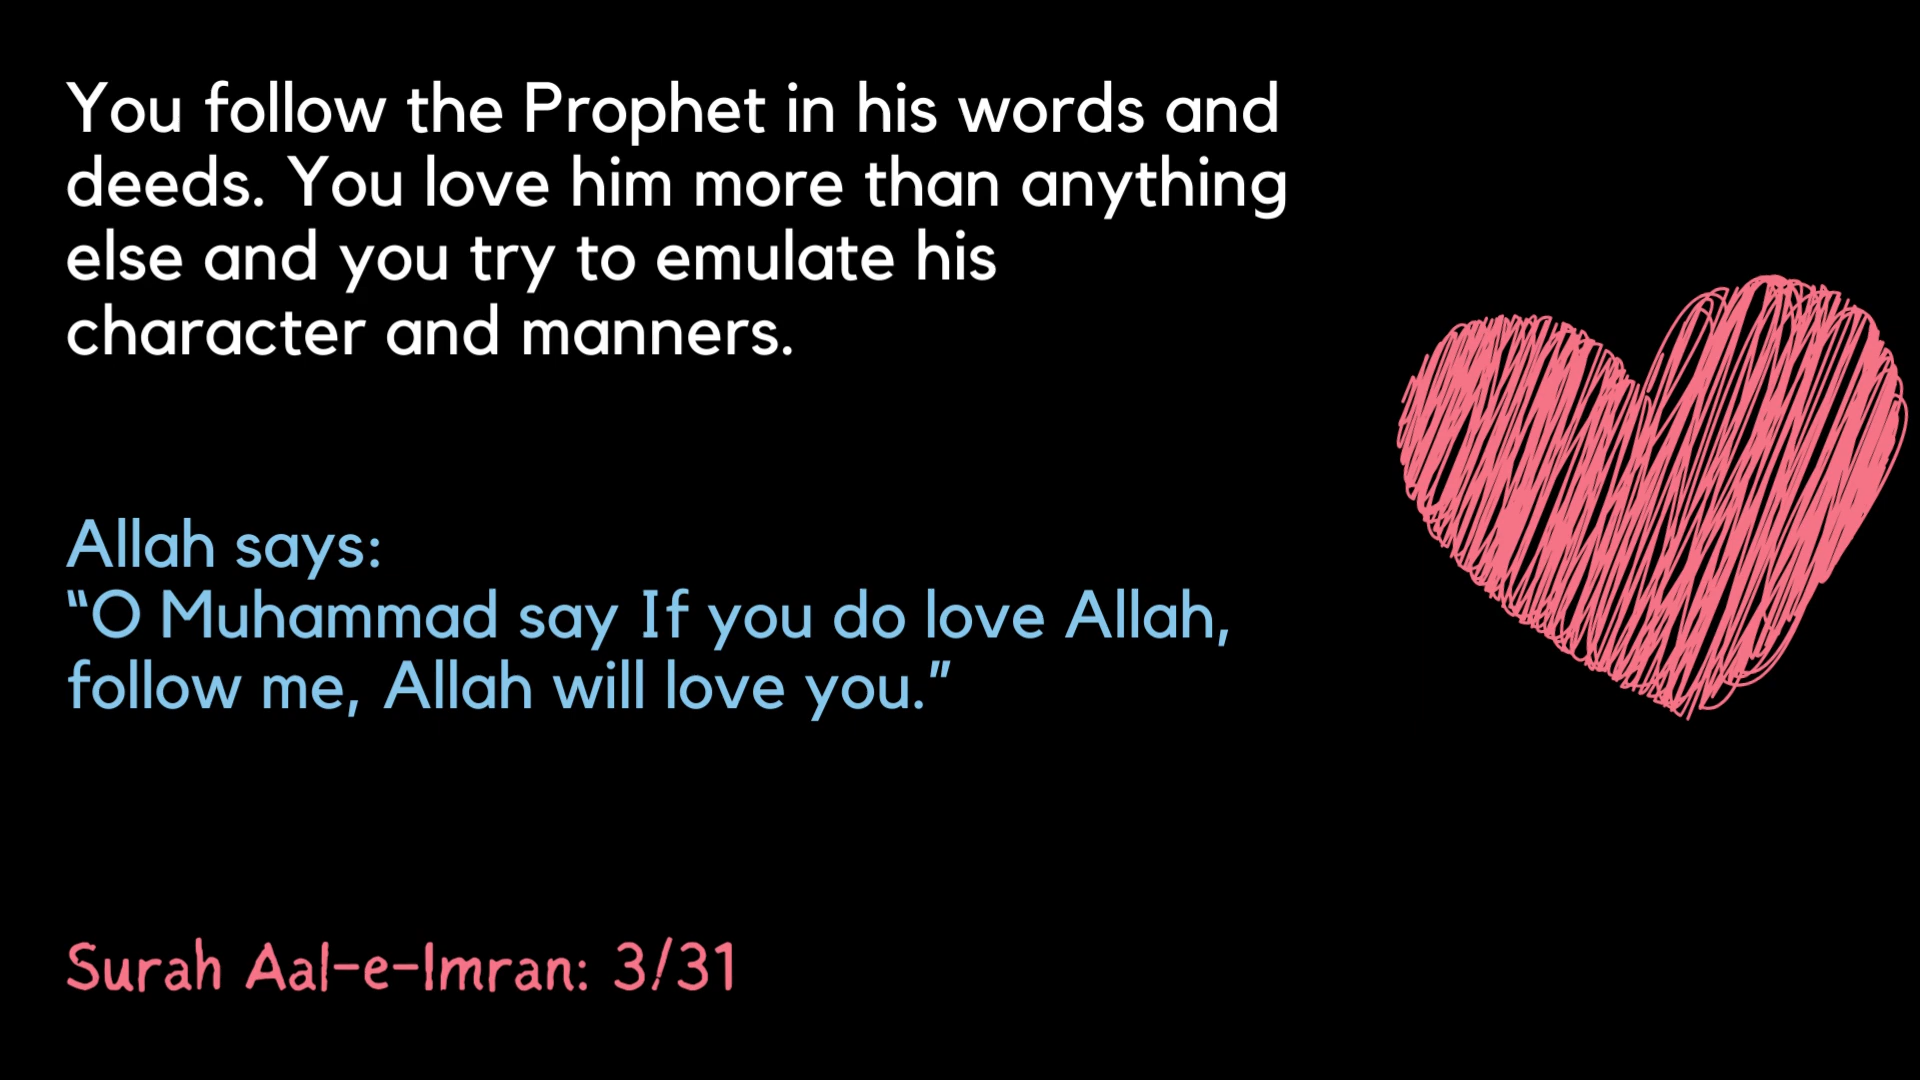 You follow the Prophet in his words and
deeds. You love him more than anything
else and you try to emulate his
character and manners.
Allah says:
“O Muhammad say If you do love Allah,
follow me, Allah will love you.”
Surah Aal-e-Imran: 3/31